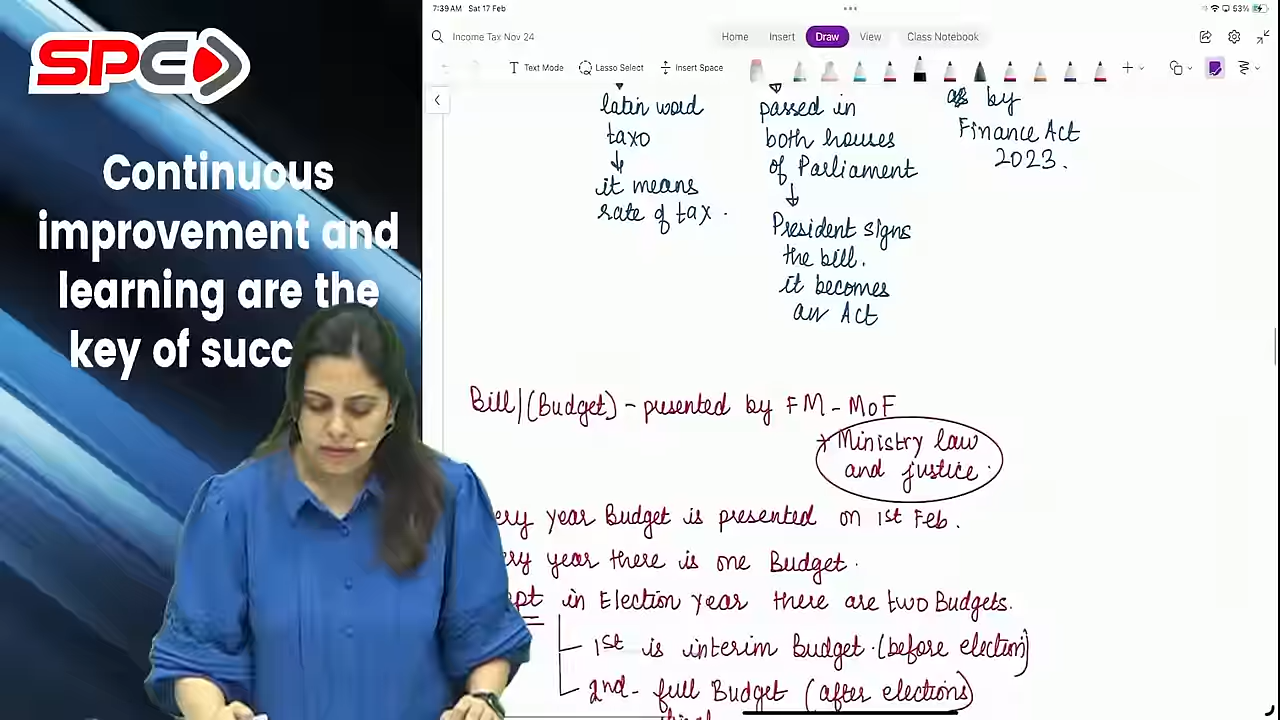 7:39 AM Sat 17 Feb
53%
Income Tax Nov 24
Home Insert Draw View Class Notebook
Text Mode Lasso Select Insert Space
SPC
Continuous
improvement and
learning are the
key of succ
latin word
taxo
it means
rate of tax .
passed in
both houses
of Parliament
President signs
the bill.
it becomes
an Act
as by
Finance Act
2023.
Bill/(Budget) - presented by FM - MoF
Ministry law
and justice.
ery year Budget is presented on 1st Feb.
ery year there is one Budget.
pt in Election year there are two Budgets.
1st is interim Budget. (before election)
2nd - full Budget (after elections)